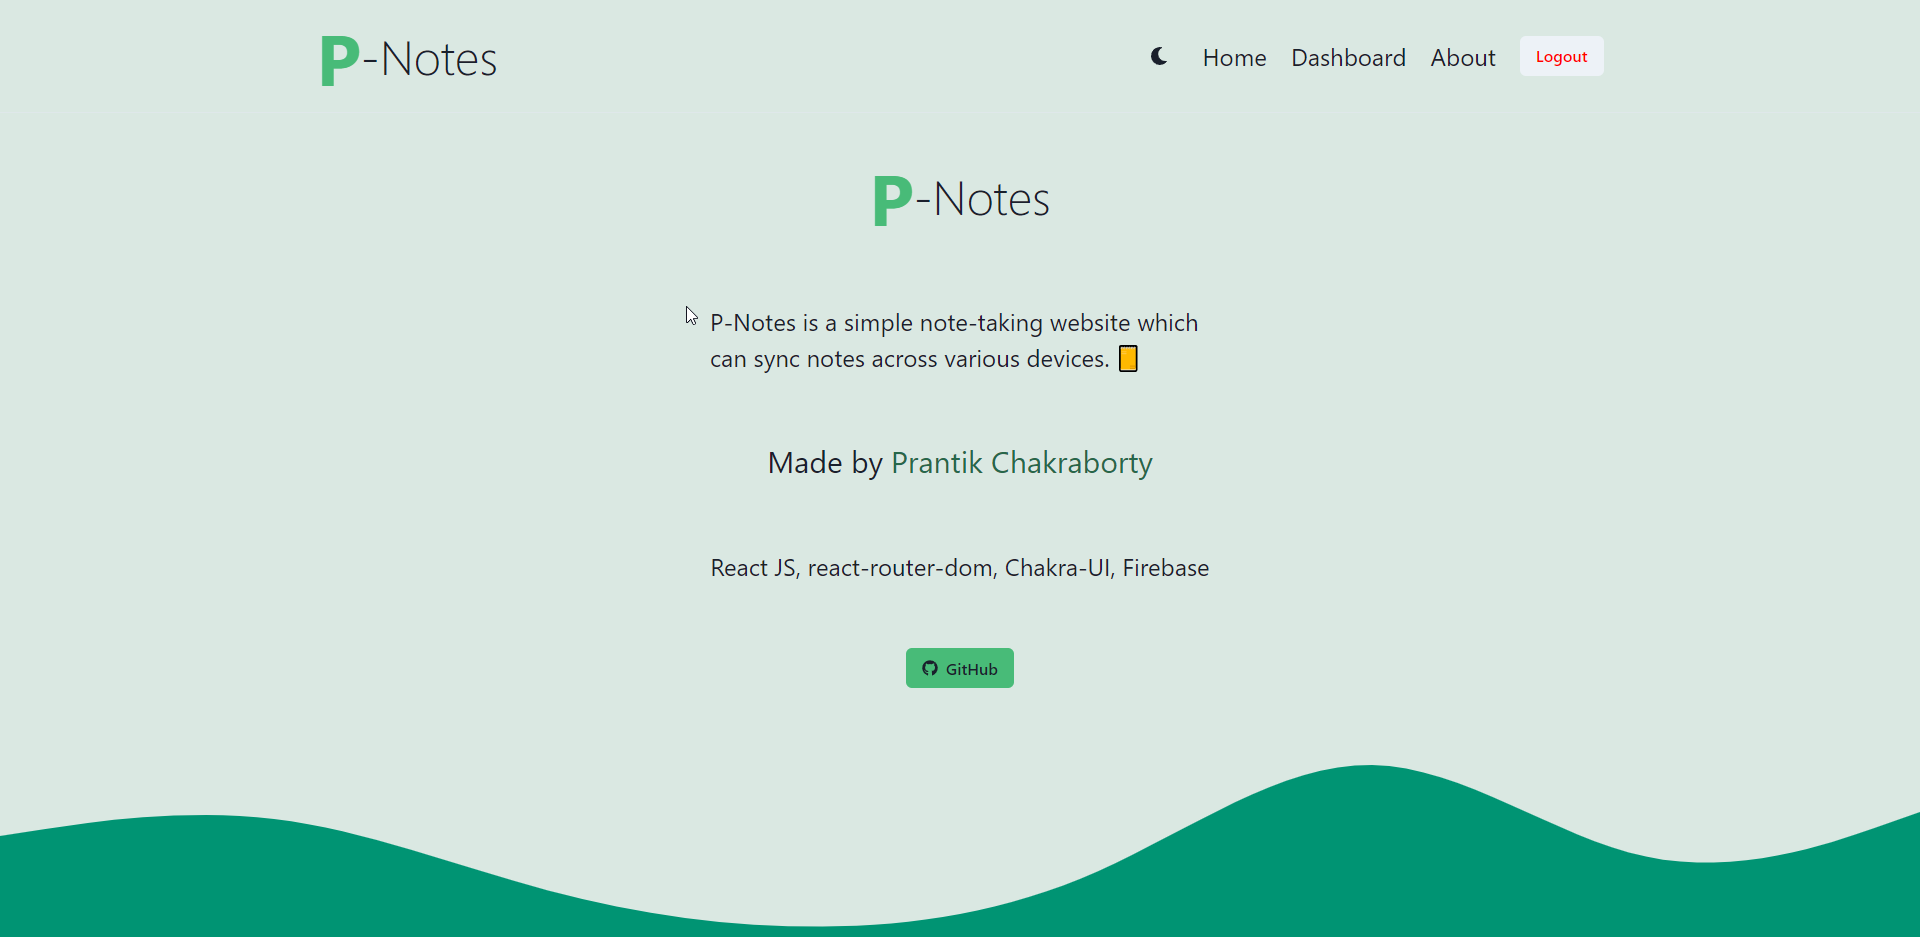 P-Notes
Home Dashboard About Logout
P-Notes
P-Notes is a simple note-taking website which
can sync notes across various devices. 📒
Made by Prantik Chakraborty
React JS, react-router-dom, Chakra-UI, Firebase
GitHub